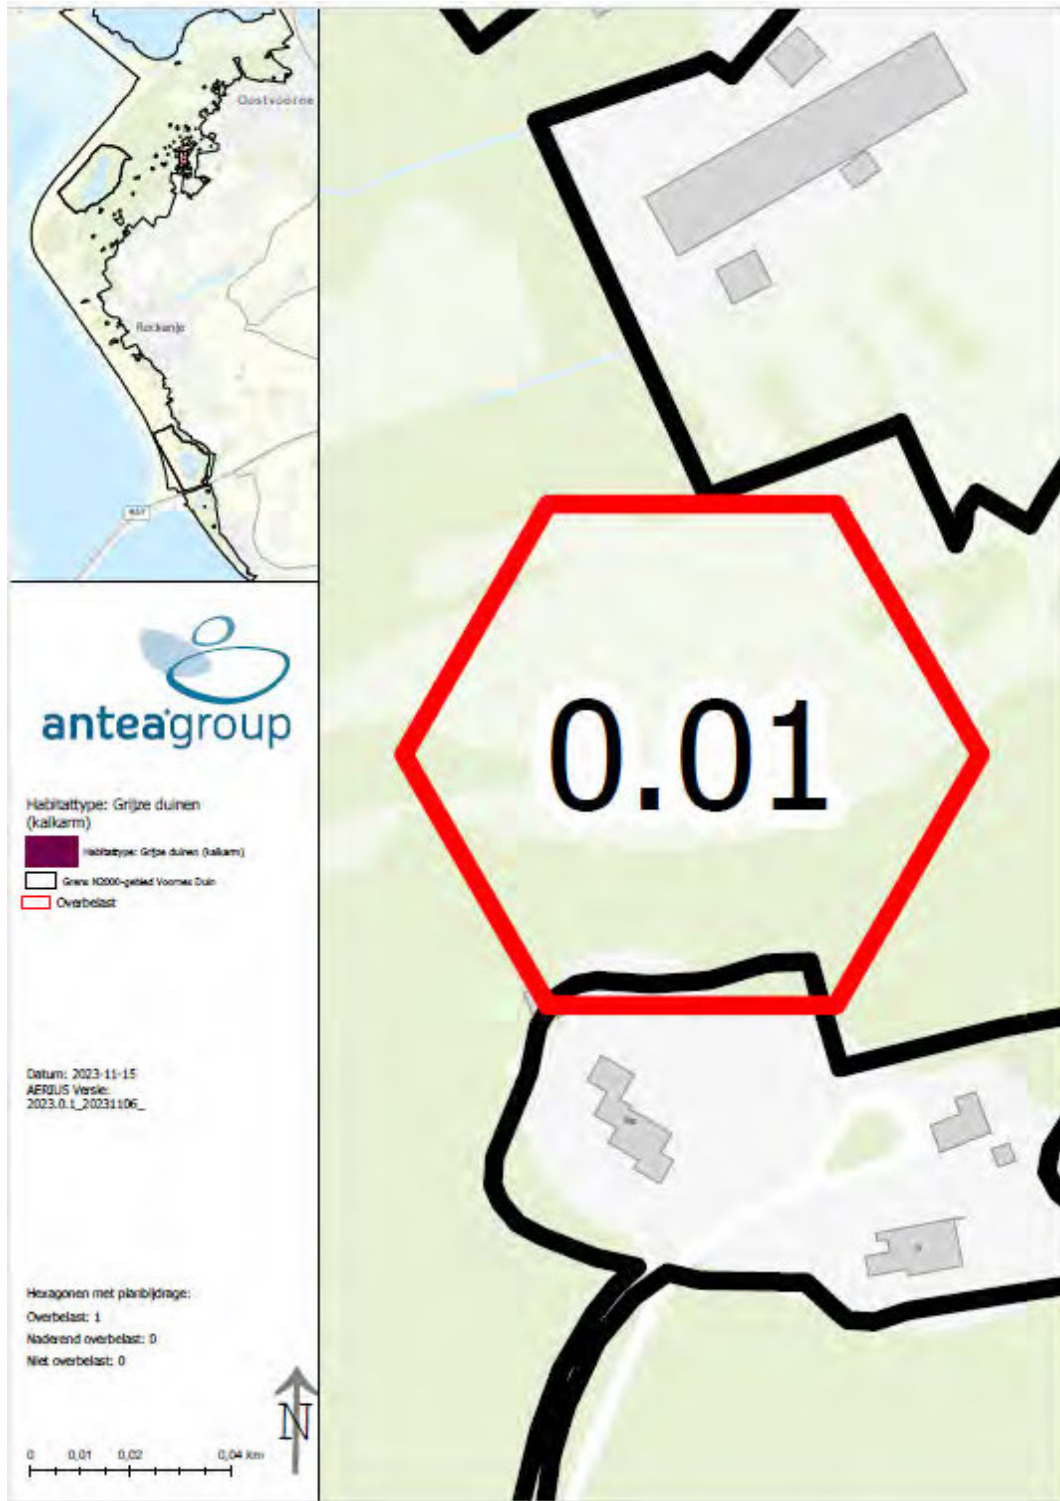 Oostvoorne
Rockanje
N57
anteagroup
Habitattype: Grijze duinen
(kalkarm)
Habitattype: Grijze duinen (kalkarm)
Grens N2000-gebied Voornes Duin
Overbelast
Datum: 2023-11-15
AERIUS Versie:
2023.0.1_20231106_
Hexagonen met planbijdrage:
Overbelast: 1
Naderend overbelast: 0
Niet overbelast: 0
N
0 0,01 0,02 0,04 Km
0.01